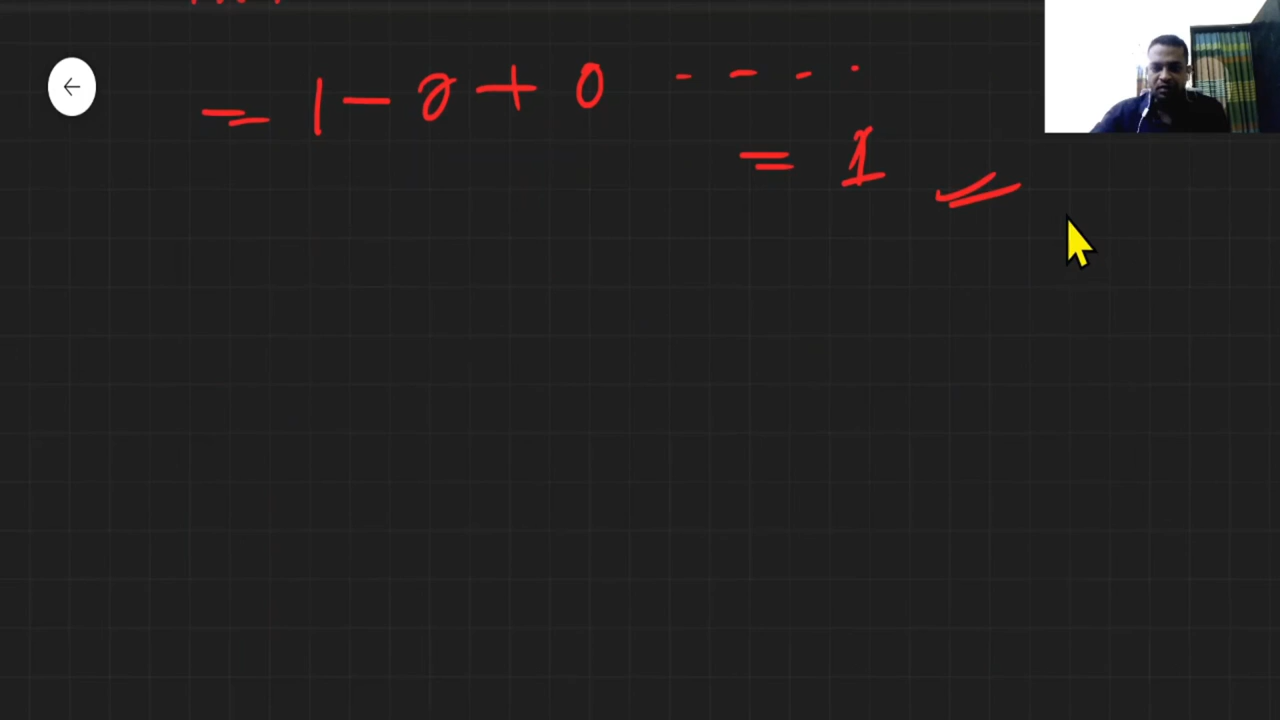 = 1 - 0 + 0 - - - .
= 1